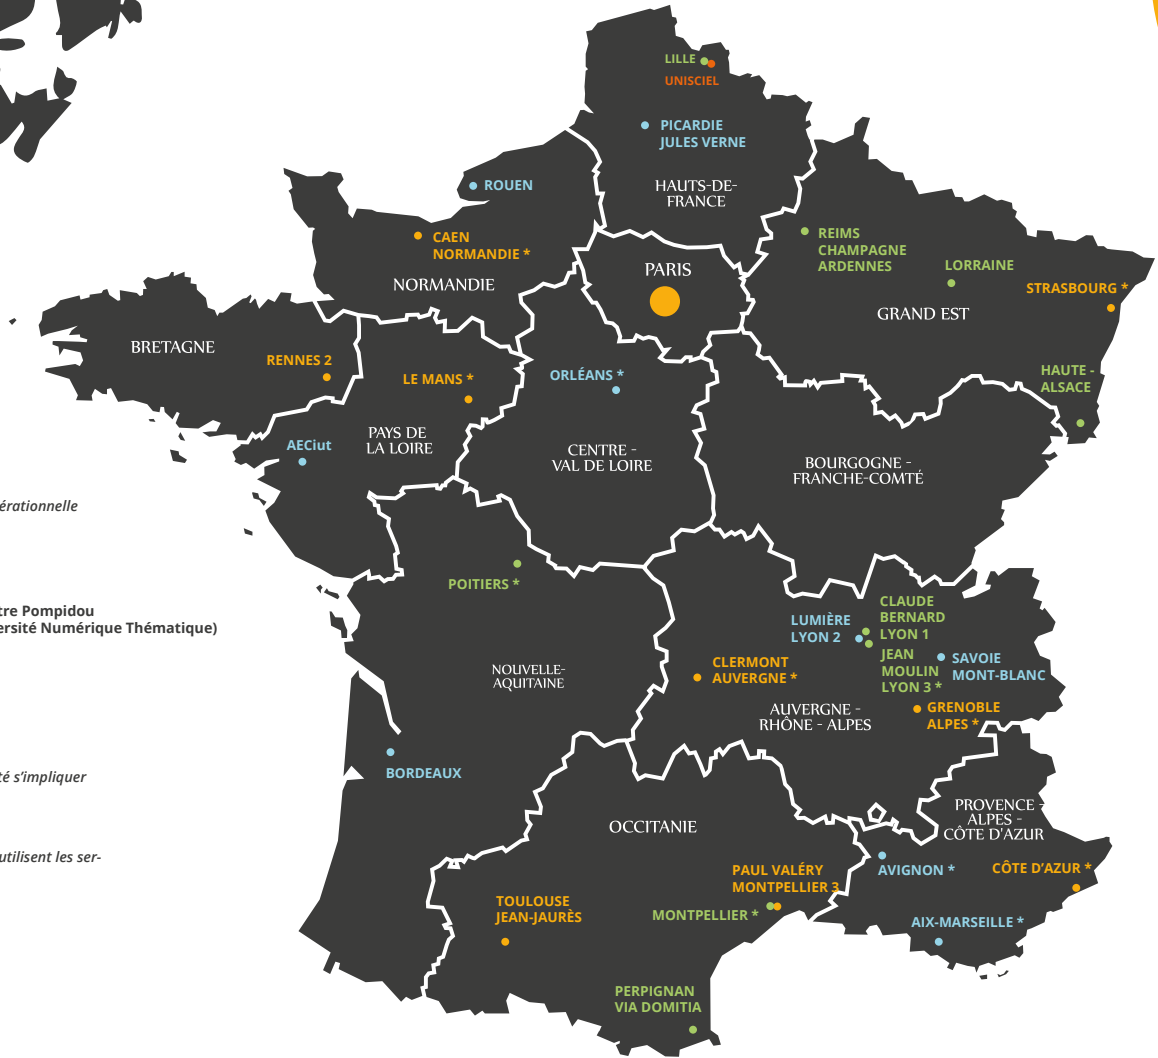 LILLE
UNISCIEL
PICARDIE
JULES VERNE
HAUTS-DE-
FRANCE
ROUEN
CAEN
NORMANDIE *
NORMANDIE
PARIS
REIMS
CHAMPAGNE
ARDENNES
LORRAINE
STRASBOURG *
GRAND EST
HAUTE -
ALSACE
BRETAGNE
RENNES 2
LE MANS *
ORLÉANS *
AECiut
PAYS DE
LA LOIRE
CENTRE -
VAL DE LOIRE
BOURGOGNE -
FRANCHE-COMTÉ
érationnelle
POITIERS *
tre Pompidou
ersité Numérique Thématique)
LUMIÈRE
LYON 2
CLAUDE
BERNARD
LYON 1
JEAN
MOULIN
LYON 3 *
SAVOIE
MONT-BLANC
CLERMONT
AUVERGNE *
NOUVELLE-
AQUITAINE
AUVERGNE -
RHÔNE - ALPES
GRENOBLE
ALPES *
té s'impliquer
BORDEAUX
OCCITANIE
PROVENCE -
ALPES -
CÔTE D'AZUR
utilisent les ser-
PAUL VALÉRY
MONTPELLIER 3
AVIGNON *
CÔTE D'AZUR *
TOULOUSE
JEAN-JAURÈS
MONTPELLIER *
AIX-MARSEILLE *
PERPIGNAN
VIA DOMITIA